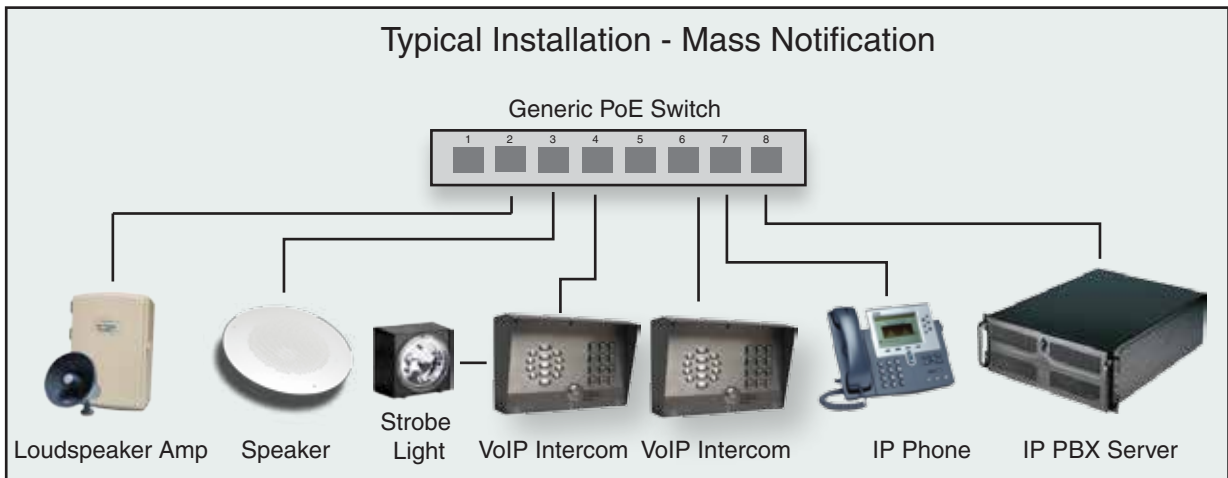 Typical Installation - Mass Notification
Generic PoE Switch
1 2 3 4 5 6 7 8
Loudspeaker Amp
Speaker
Strobe
Light
VoIP Intercom
VoIP Intercom
IP Phone
IP PBX Server